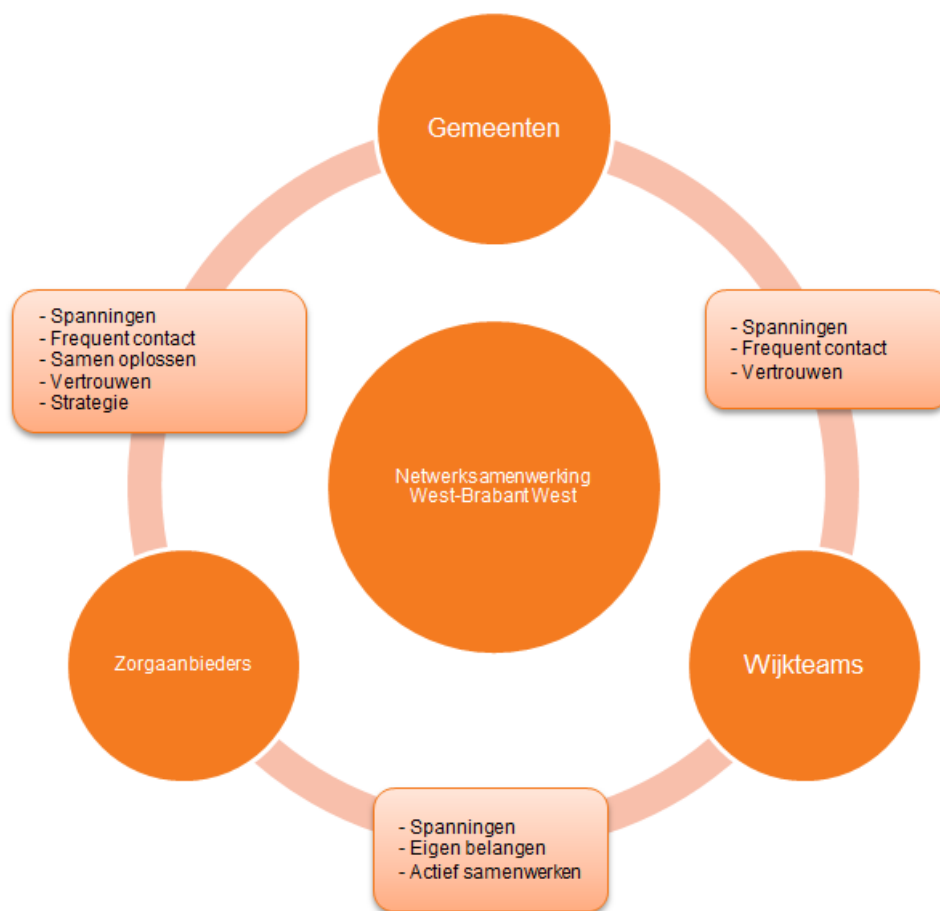 Gemeenten
- Spanningen
- Frequent contact
- Samen oplossen
- Vertrouwen
- Strategie
- Spanningen
- Frequent contact
- Vertrouwen
Netwerksamenwerking
West-Brabant West
Zorgaanbieders
Wijkteams
- Spanningen
- Eigen belangen
- Actief samenwerken